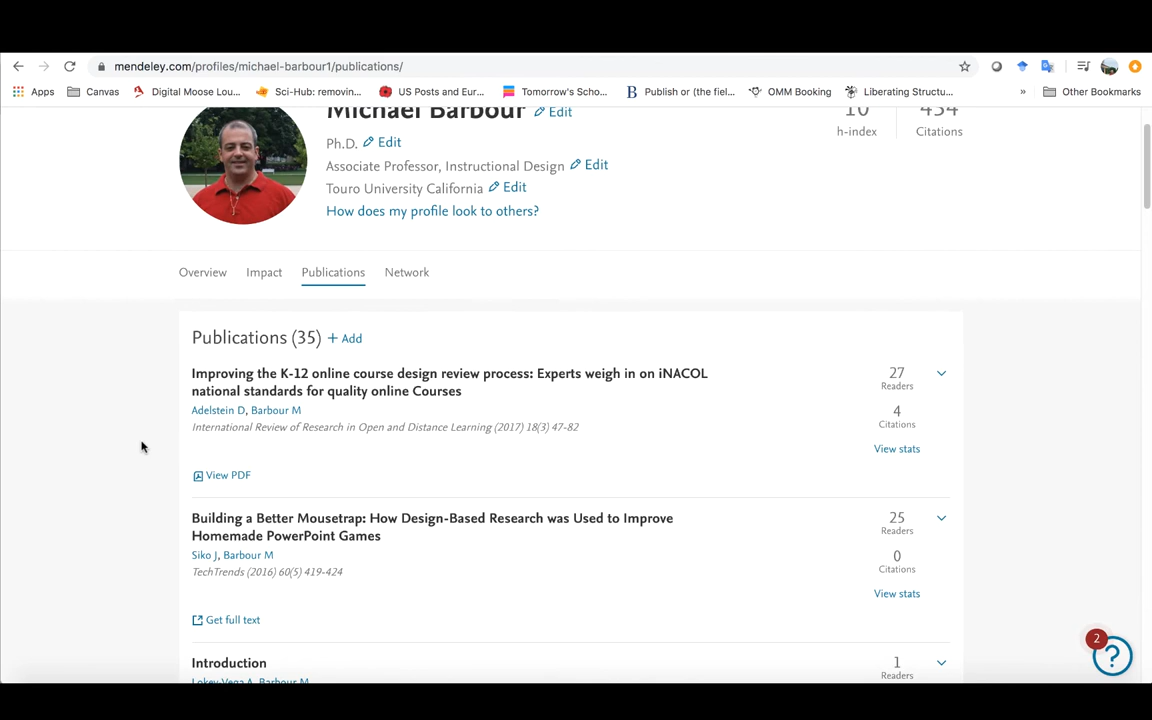 mendeley.com/profiles/michael-barbour1/publications/
Apps Canvas Digital Moose Lou... Sci-Hub: removin... US Posts and Eur... Tomorrow's Scho... B Publish or (the fiel... OMM Booking Liberating Structu... » Other Bookmarks
Michael Barbour Edit
10 434
h-index Citations
Ph.D. Edit
Associate Professor, Instructional Design Edit
Touro University California Edit
How does my profile look to others?
Overview Impact Publications Network
Publications (35) + Add
Improving the K-12 online course design review process: Experts weigh in on iNACOL
national standards for quality online Courses
Adelstein D, Barbour M
International Review of Research in Open and Distance Learning (2017) 18(3) 47-82
27
Readers
4
Citations
View stats
View PDF
Building a Better Mousetrap: How Design-Based Research was Used to Improve
Homemade PowerPoint Games
Siko J, Barbour M
TechTrends (2016) 60(5) 419-424
25
Readers
0
Citations
View stats
Get full text
Introduction
Lokey-Vega A, Barbour M
1
Readers
2
?